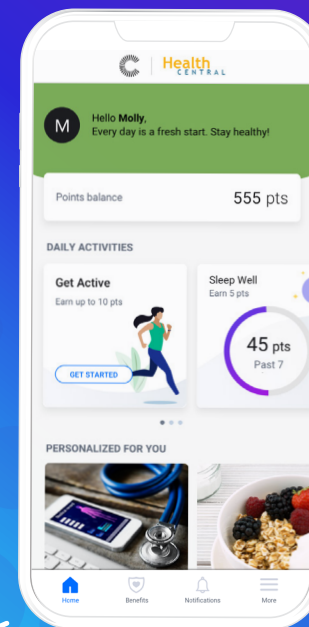 Health
CENTRAL
M
Hello Molly,
Every day is a fresh start. Stay healthy!
Points balance
555 pts
DAILY ACTIVITIES
Get Active
Earn up to 10 pts
GET STARTED
Sleep Well
Earn 5 pts
45 pts
Past 7
PERSONALIZED FOR YOU
Home
Benefits
Notifications
More